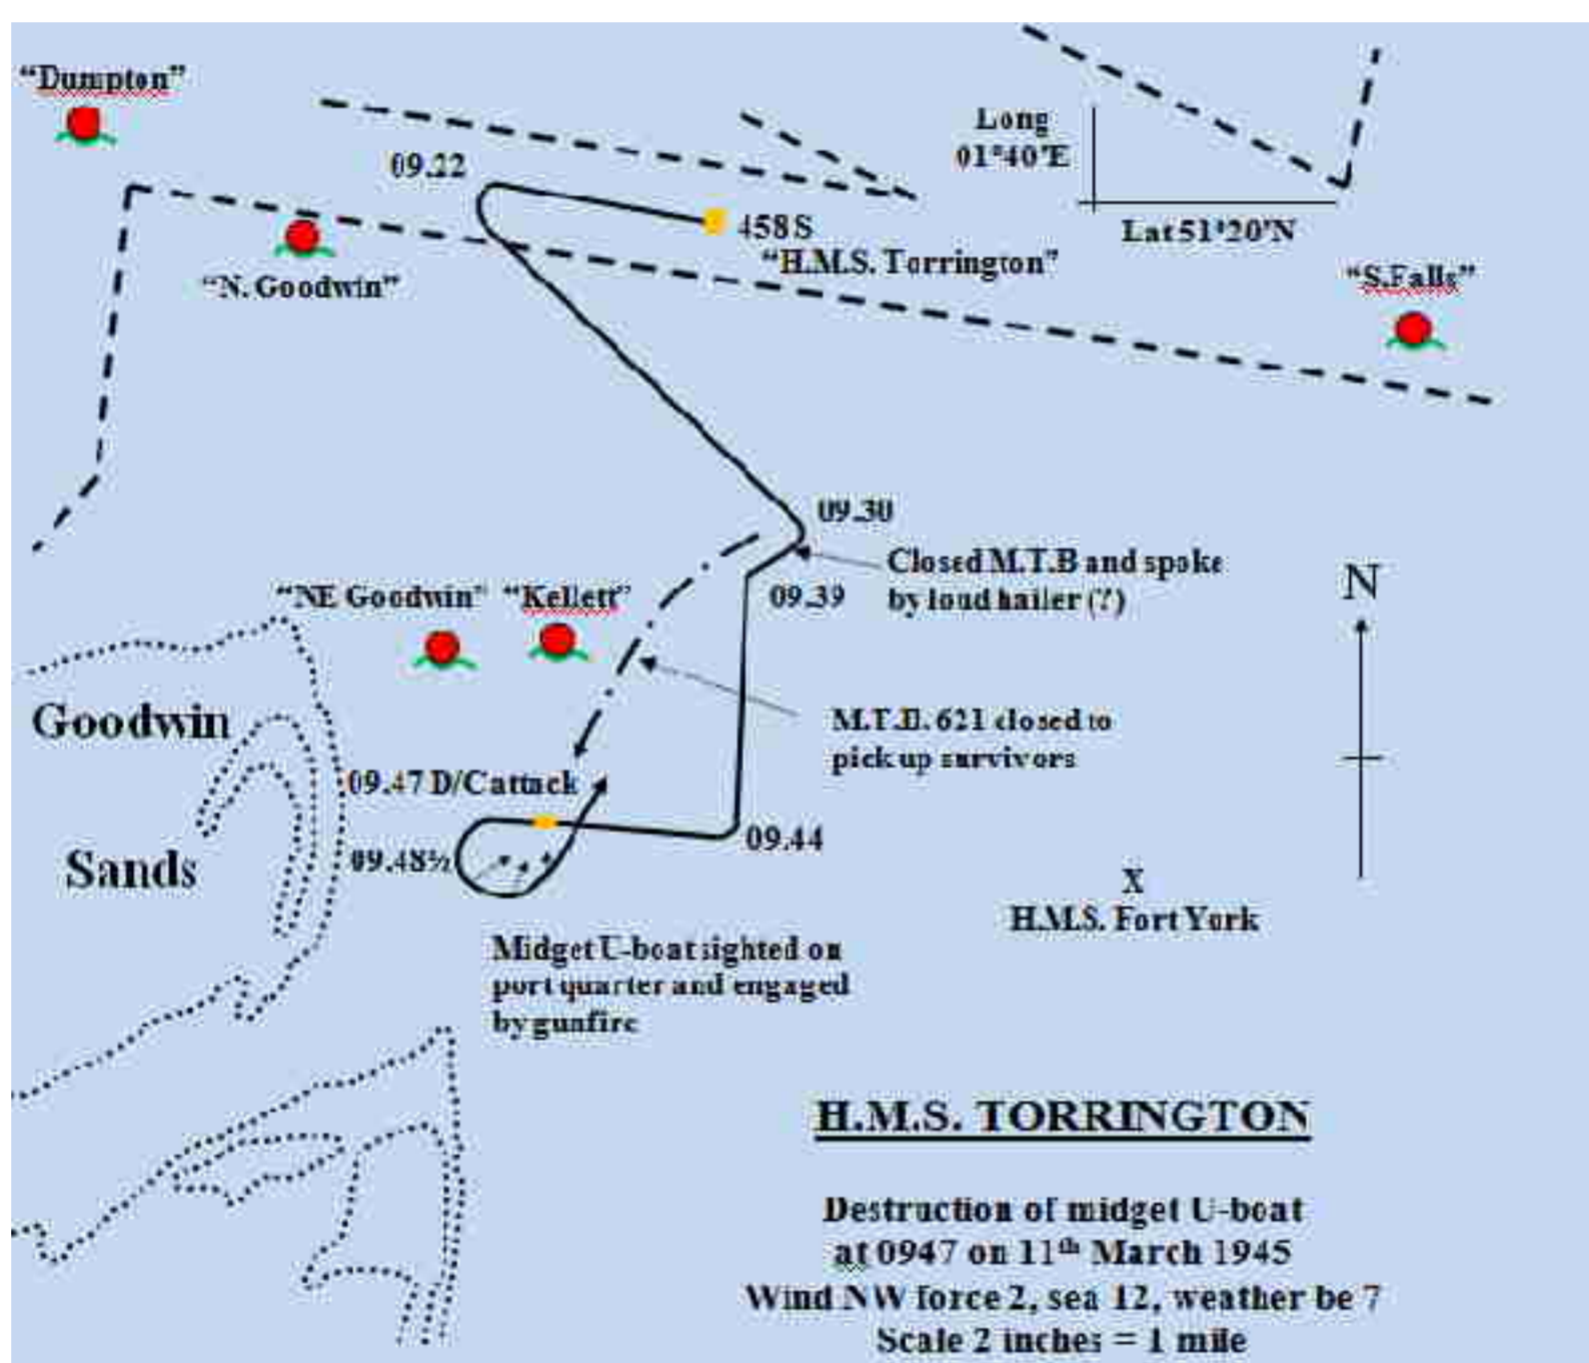 “Dumpton”
Long
01°40’E
Lat 51°20’N
09.22
458S
“H.M.S. Torrington”
“N. Goodwin”
“S.Falls”
09.30
Closed M.T.B and spoke
by loud hailer (?)
09.39
“NE Goodwin” “Kellett”
N
Goodwin
Sands
M.T.B. 621 closed to
pick up survivors
09.47 D/C attack
09.44
09.48½
X
H.M.S. Fort York
Midget U-boat sighted on
port quarter and engaged
by gunfire
H.M.S. TORRINGTON
Destruction of midget U-boat
at 0947 on 11th March 1945
Wind NW force 2, sea 12, weather be 7
Scale 2 inches = 1 mile